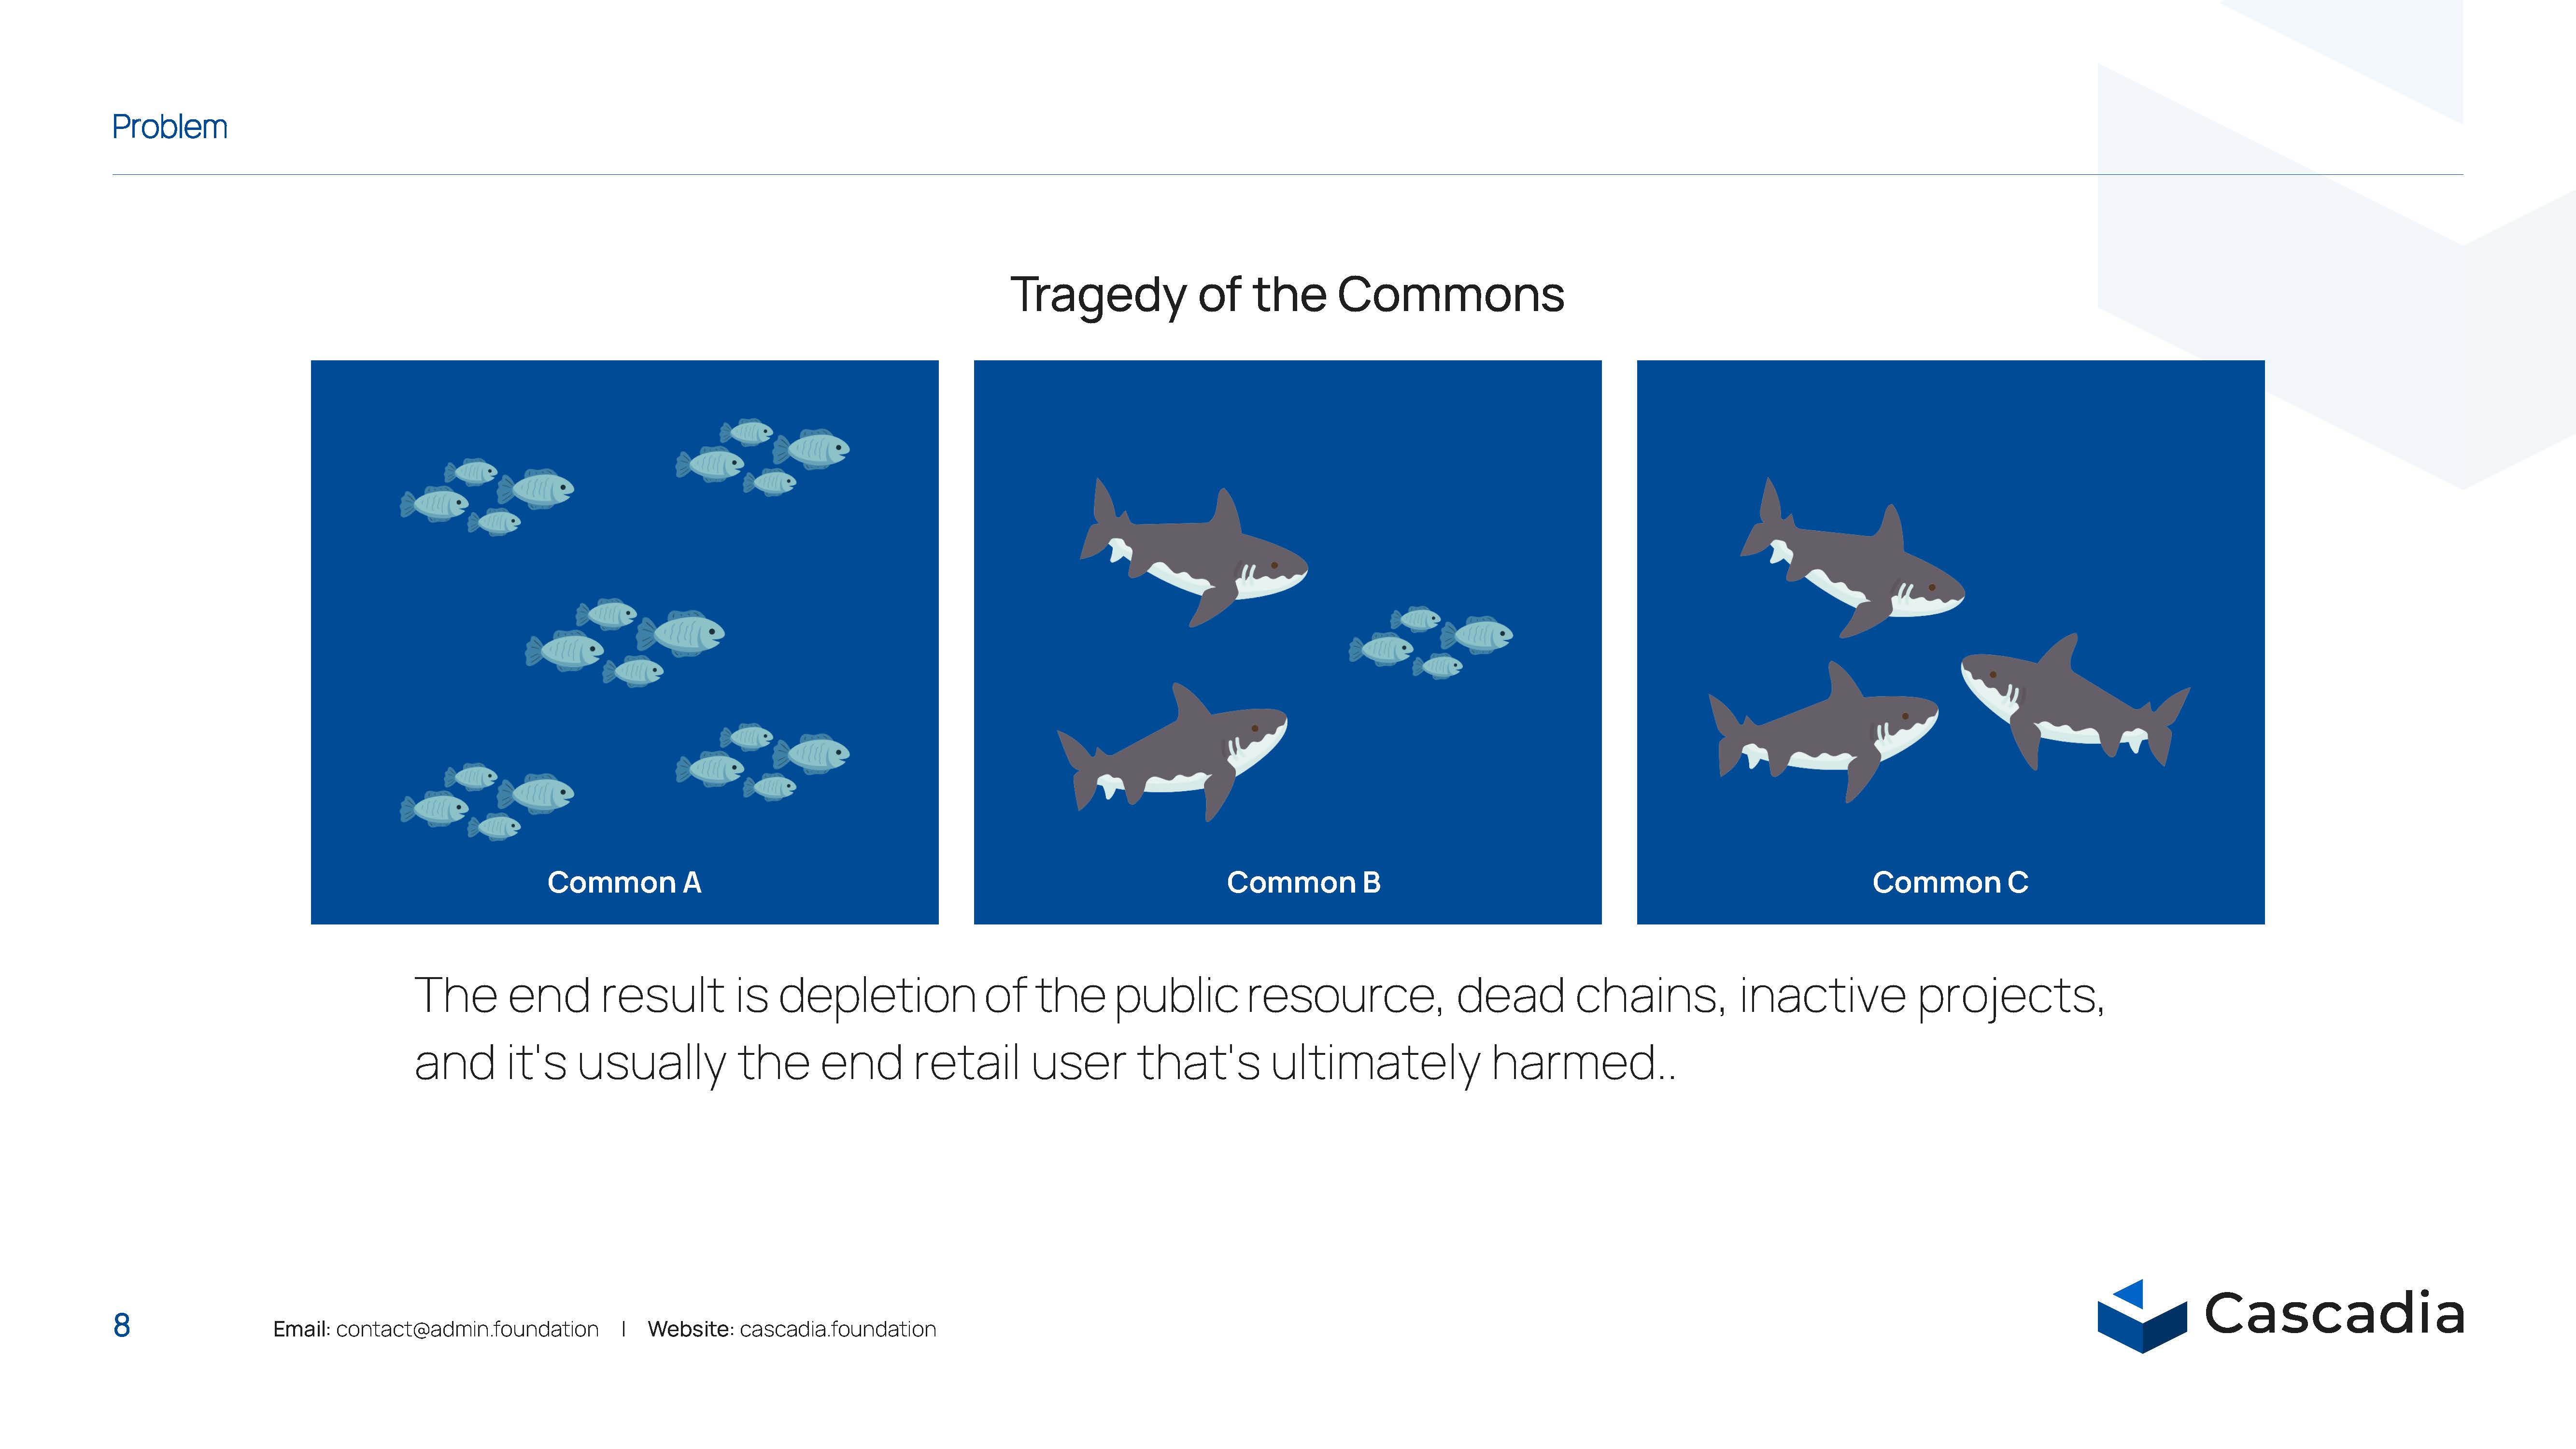 Problem
Tragedy of the Commons
Common A
Common B
Common C
The end result is depletion of the public resource, dead chains, inactive projects,
and it's usually the end retail user that's ultimately harmed..
8
Email: contact@admin.foundation | Website: cascadia.foundation
Cascadia